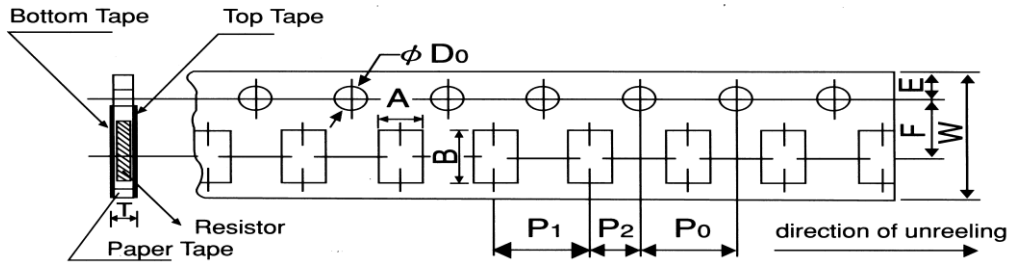 Bottom Tape
Top Tape
ϕ D0
A
B
E
F
W
T
Resistor
Paper Tape
P1
P2
P0
direction of unreeling